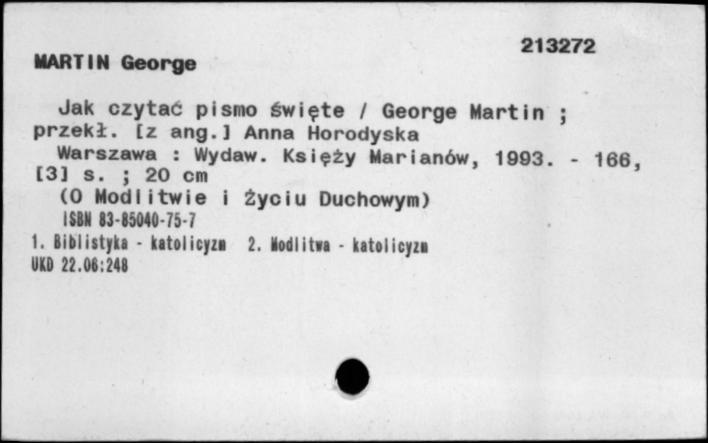 213272
MARTIN George
Jak czytać pismo święte / George Martin ;
przekł. [z ang.] Anna Horodyska
Warszawa : Wydaw. Księży Marianów, 1993. - 166,
[3] s. ; 20 cm
(O Modlitwie i Życiu Duchowym)
ISBN 83-85040-75-7
1. Biblistyka - katolicyzm 2. Modlitwa - katolicyzm
UKD 22.06:248